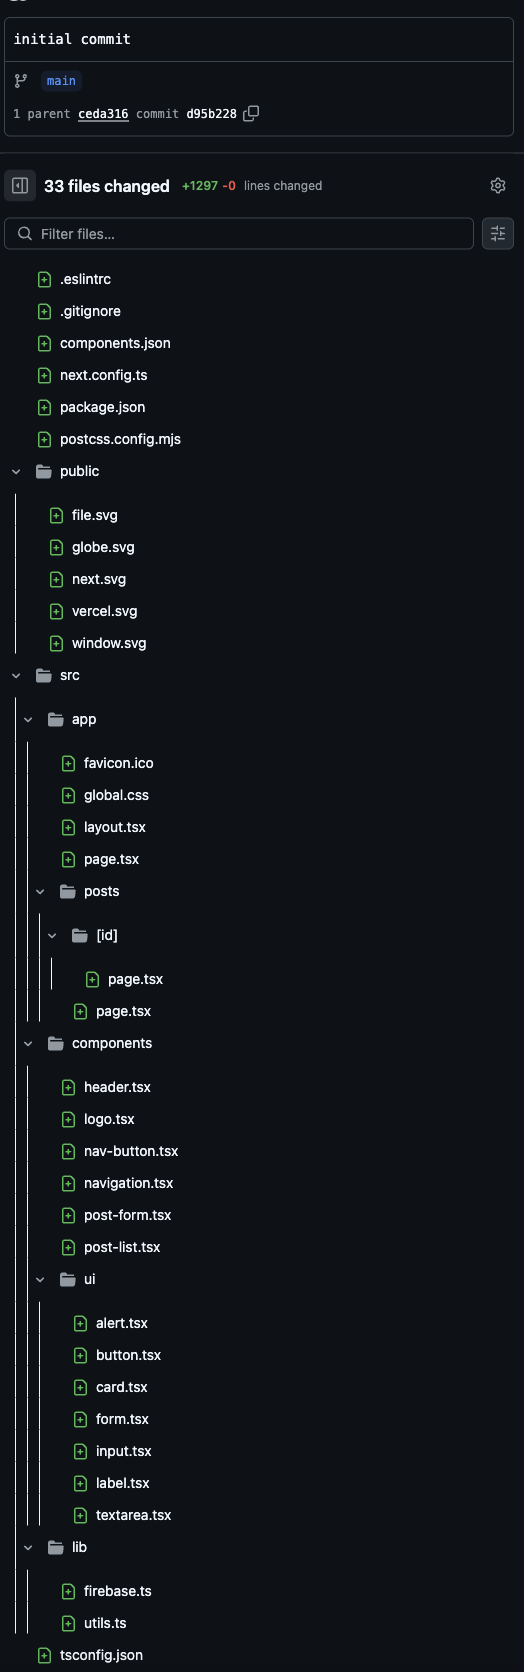 initial commit
main
1 parent ceda316 commit d95b228
33 files changed +1297 -0 lines changed
Filter files...
.eslintrc
.gitignore
components.json
next.config.ts
package.json
postcss.config.mjs
public
file.svg
globe.svg
next.svg
vercel.svg
window.svg
src
app
favicon.ico
global.css
layout.tsx
page.tsx
posts
[id]
page.tsx
page.tsx
components
header.tsx
logo.tsx
nav-button.tsx
navigation.tsx
post-form.tsx
post-list.tsx
ui
alert.tsx
button.tsx
card.tsx
form.tsx
input.tsx
label.tsx
textarea.tsx
lib
firebase.ts
utils.ts
tsconfig.json